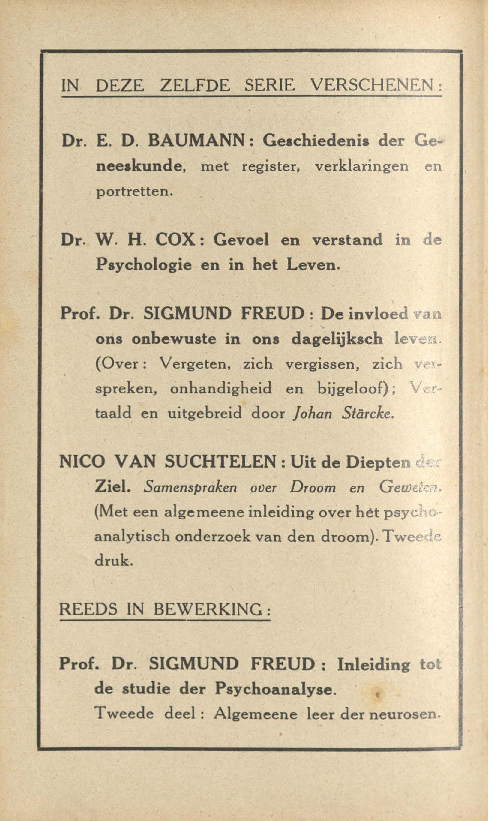 IN DEZE ZELFDE SERIE VERSCHENEN:
Dr. E. D. BAUMANN: Geschiedenis der Ge-
neeskunde, met register, verklaringen en
portretten.
Dr. W. H. COX: Gevoel en verstand in de
Psychologie en in het Leven.
Prof. Dr. SIGMUND FREUD: De invloed van
ons onbewuste in ons dagelijksch leven.
(Over: Vergeten, zich vergissen, zich ver-
spreken, onhandigheid en bijgeloof); Ver-
taald en uitgebreid door Johan Stärcke.
NICO VAN SUCHTELEN: Uit de Diepten der
Ziel. Samenspraken over Droom en Geweten.
(Met een algemeene inleiding over hét psycho-
analytisch onderzoek van den droom). Tweede
druk.
REEDS IN BEWERKING:
Prof. Dr. SIGMUND FREUD: Inleiding tot
de studie der Psychoanalyse.
Tweede deel: Algemeene leer der neurosen.